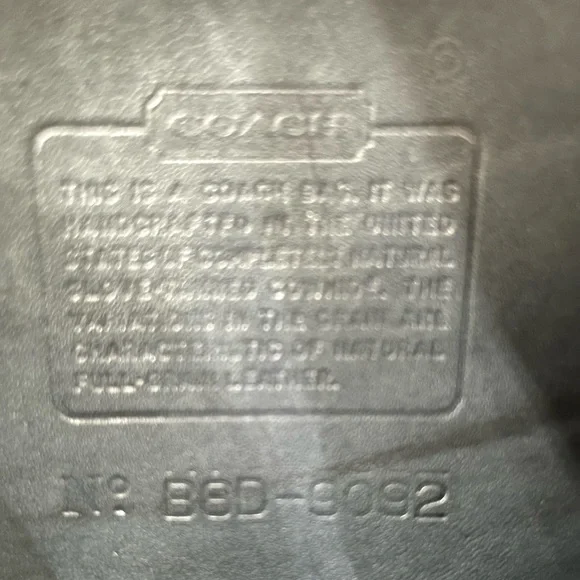 COACH
THIS IS A COACH BAG. IT WAS
HANDCRAFTED IN THE UNITED
STATES OF COMPLETELY NATURAL
GLOVE TANNED COWHIDE. THE
VARIATIONS IN THE GRAIN ARE
CHARACTERISTIC OF NATURAL
FULL-GRAIN LEATHER.
No B6D-9092